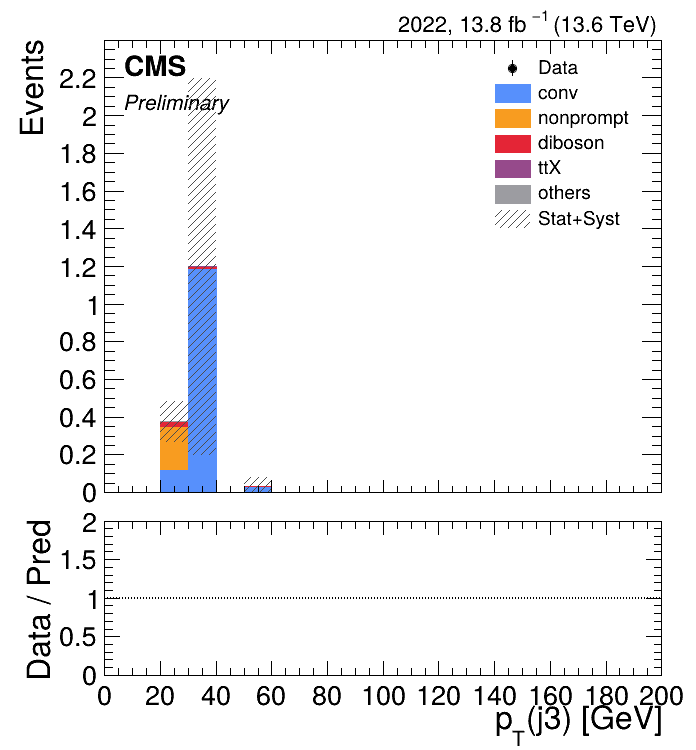 2022, 13.8 fb⁻¹ (13.6 TeV)
CMS
Preliminary
Events
Data
conv
nonprompt
diboson
ttX
others
Stat+Syst
2.2
2
1.8
1.6
1.4
1.2
1
0.8
0.6
0.4
0.2
0
Data / Pred
2
1.5
1
0.5
0
0 20 40 60 80 100 120 140 160 180 200
p_T(j3) [GeV]